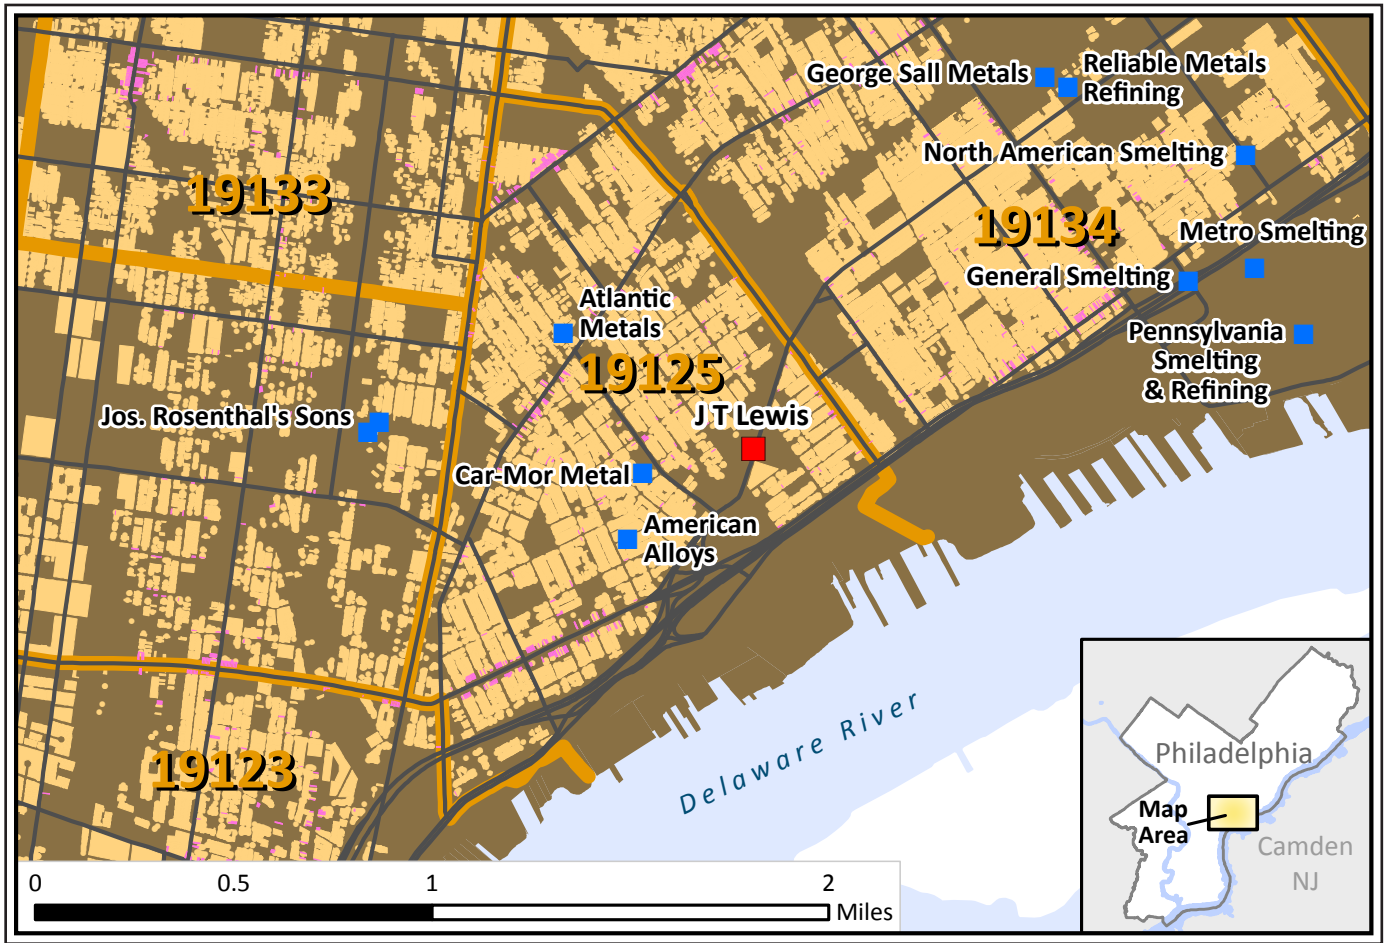 George Sall Metals
Reliable Metals
Refining
North American Smelting
19133
19134
Metro Smelting
General Smelting
Atlantic
Metals
Pennsylvania
Smelting
& Refining
19125
J T Lewis
Jos. Rosenthal's Sons
Car-Mor Metal
American
Alloys
19123
Delaware River
Philadelphia
Map
Area
Camden
NJ
0 0.5 1 2
Miles